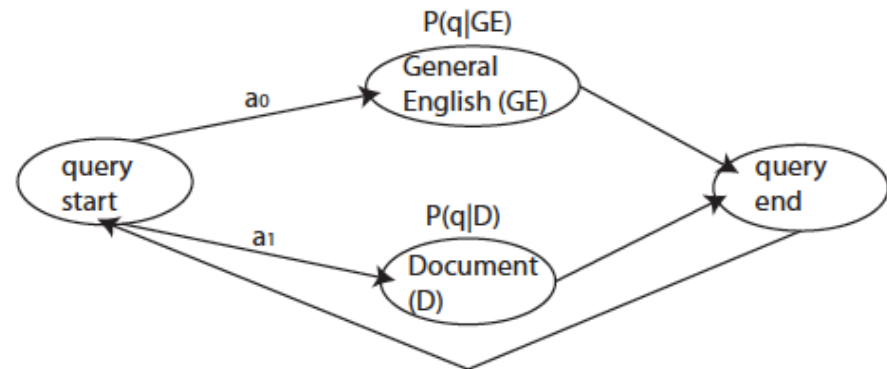 P(q|GE)
General
English (GE)
a0
query
start
query
end
P(q|D)
a1
Document
(D)